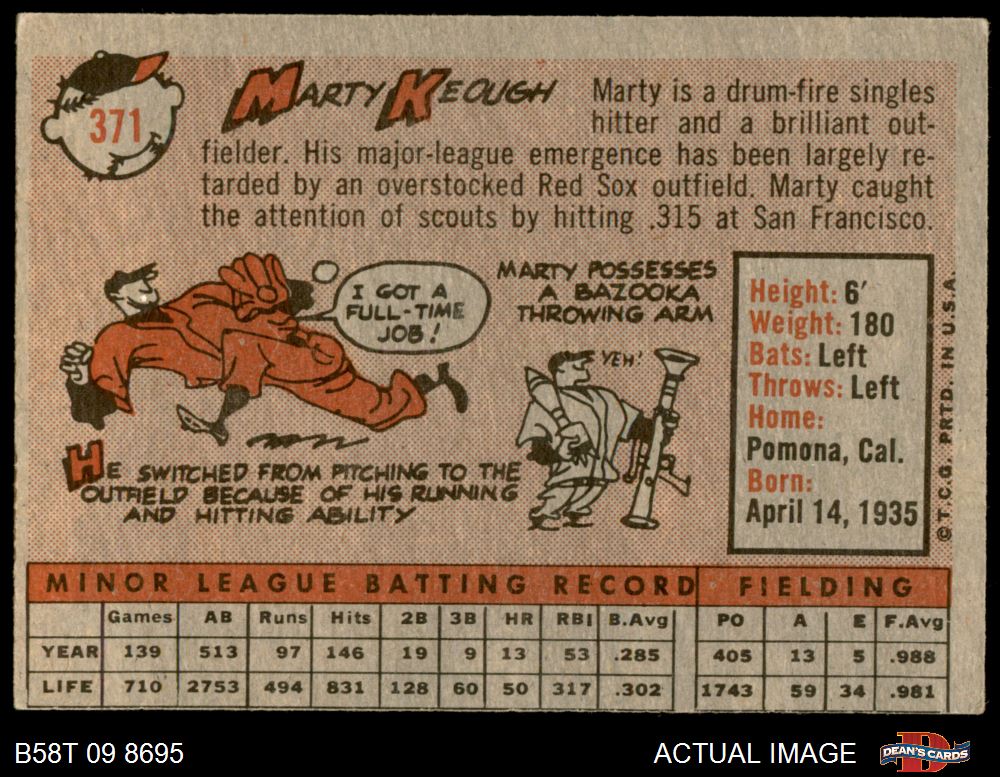 371
MARTY KEOUGH
Marty is a drum-fire singles
hitter and a brilliant out-
fielder. His major-league emergence has been largely re-
tarded by an overstocked Red Sox outfield. Marty caught
the attention of scouts by hitting .315 at San Francisco.
I GOT A
FULL-TIME
JOB!
HE SWITCHED FROM PITCHING TO THE
OUTFIELD BECAUSE OF HIS RUNNING
AND HITTING ABILITY
MARTY POSSESSES
A BAZOOKA
THROWING ARM
YEH!
Height: 6'
Weight: 180
Bats: Left
Throws: Left
Home:
Pomona, Cal.
Born:
April 14, 1935
© T.C.G. PRTD. IN U.S.A.
MINOR LEAGUE BATTING RECORD FIELDING
Games AB Runs Hits 2B 3B HR RBI B.Avg PO A E F.Avg
YEAR 139 513 97 146 19 9 13 53 .285 405 13 5 .988
LIFE 710 2753 494 831 128 60 50 317 .302 1743 59 34 .981
B58T 09 8695
ACTUAL IMAGE
D
DEAN'S CARDS